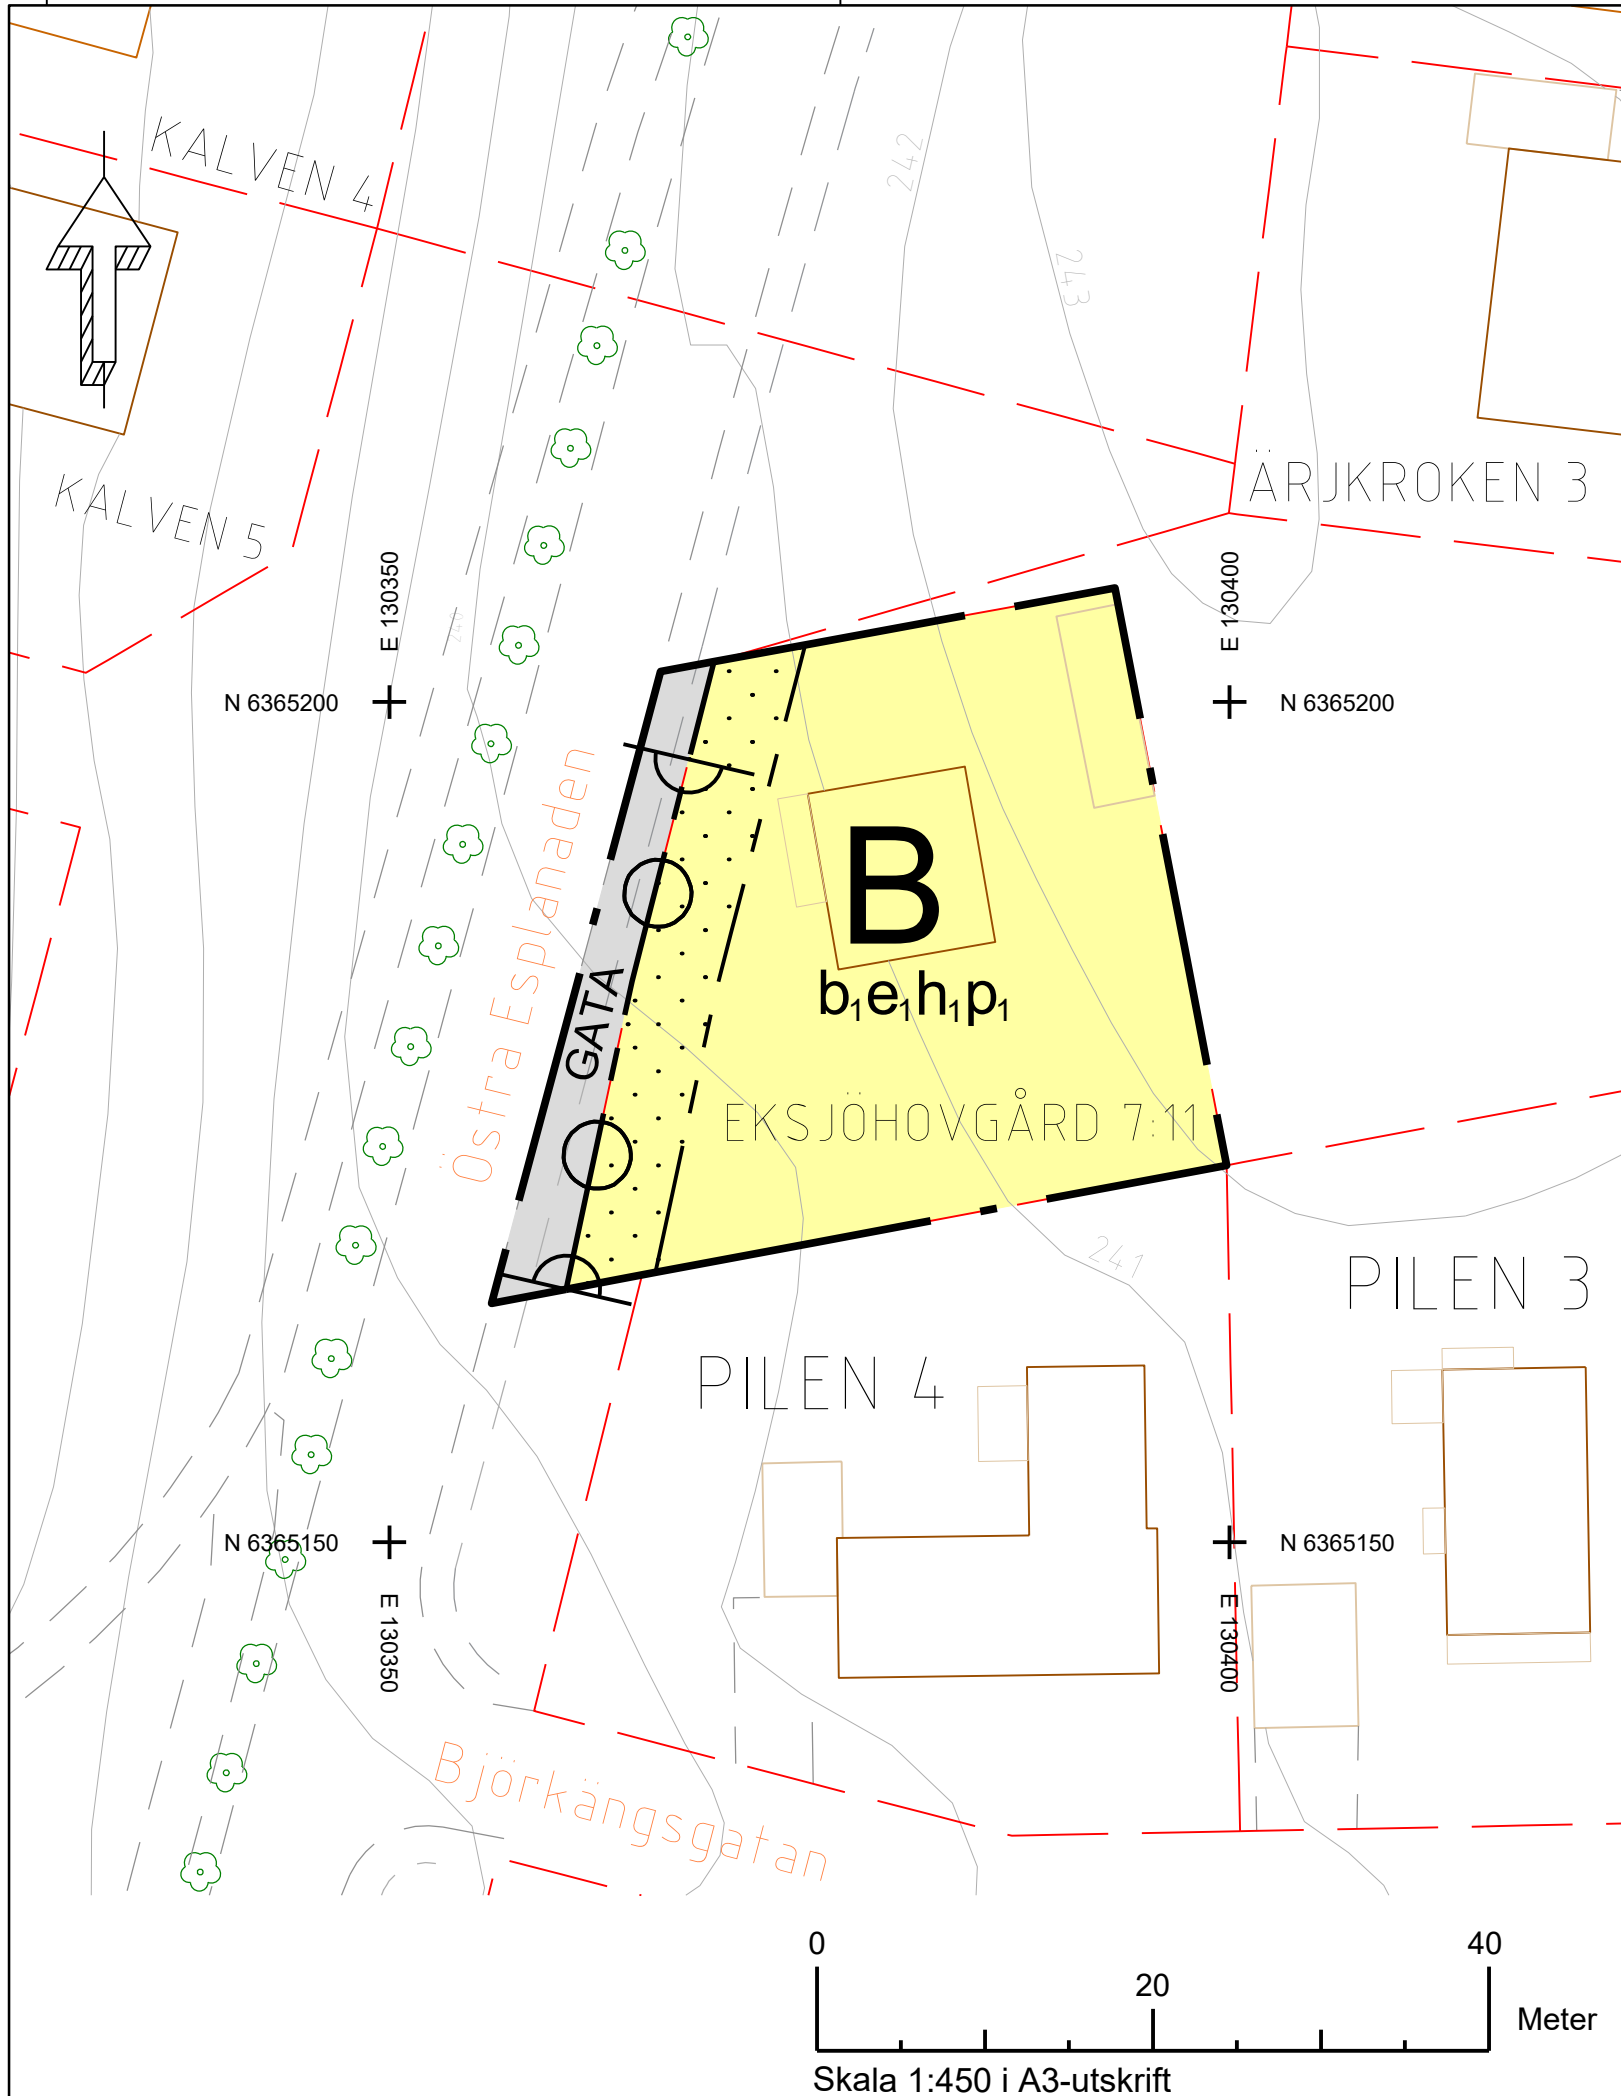 KALVEN 4
242
243
KALVEN 5
ÄRJKROKEN 3
E 130350
E 130400
240
N 6365200
N 6365200
Östra Esplanaden
B
b₁e₁h₁p₁
GATA
EKSJÖHOVGÅRD 7:11
241
PILEN 3
PILEN 4
N 6365150
N 6365150
E 130350
E 130400
Björkängsgatan
0
40
20
Meter
Skala 1:450 i A3-utskrift